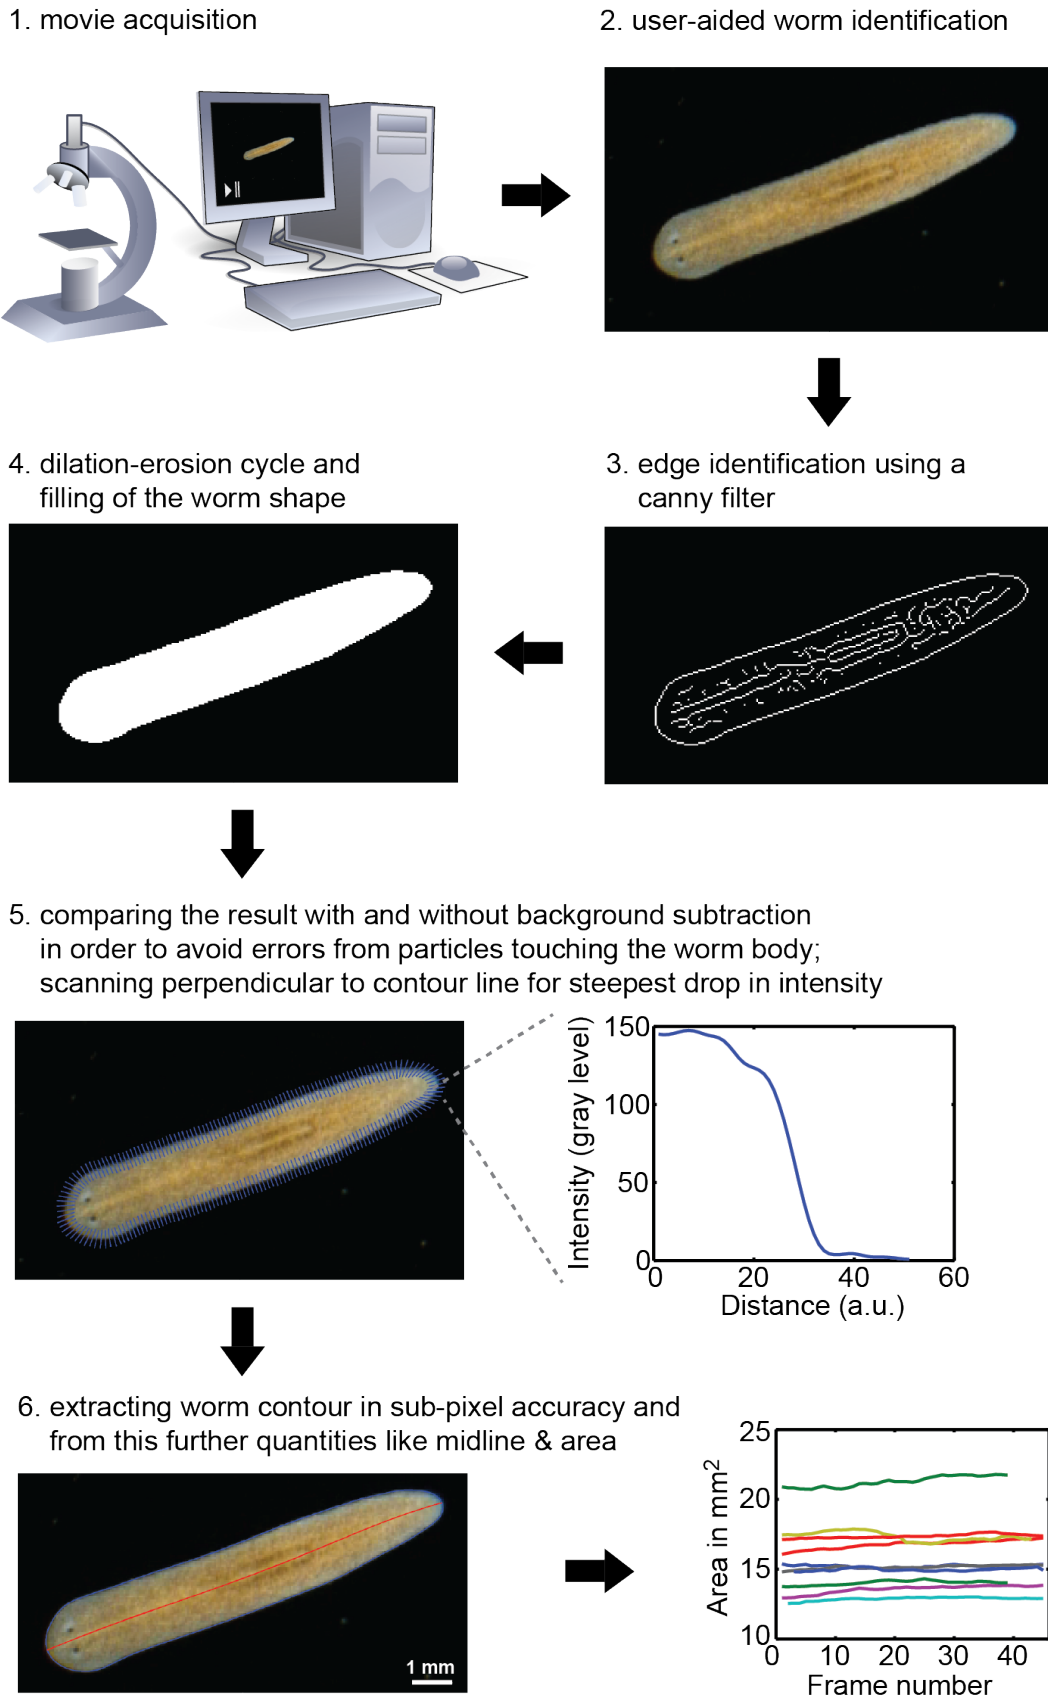 1. movie acquisition
2. user-aided worm identification
3. edge identification using a
canny filter
4. dilation-erosion cycle and
filling of the worm shape
5. comparing the result with and without background subtraction
in order to avoid errors from particles touching the worm body;
scanning perpendicular to contour line for steepest drop in intensity
Intensity (gray level)
150
100
50
0
0 20 40 60
Distance (a.u.)
6. extracting worm contour in sub-pixel accuracy and
from this further quantities like midline & area
1 mm
Area in mm²
25
20
15
10
0 10 20 30 40
Frame number